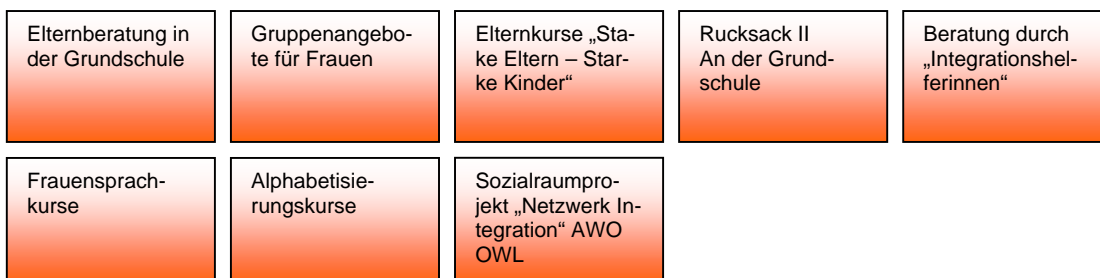 Elternberatung in
der Grundschule
Gruppenangebo-
te für Frauen
Elternkurse „Sta-
ke Eltern – Star-
ke Kinder“
Rucksack II
An der Grund-
schule
Beratung durch
„Integrationshel-
ferinnen“
Frauensprach-
kurse
Alphabetisie-
rungskurse
Sozialraumpro-
jekt „Netzwerk In-
tegration“ AWO
OWL